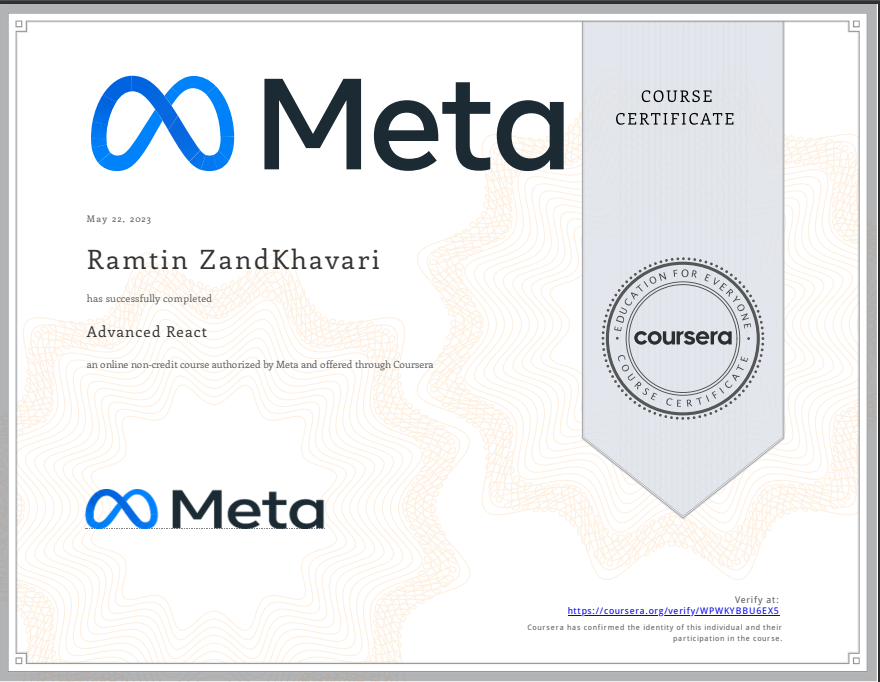 Meta
COURSE
CERTIFICATE
May 22, 2023
Ramtin ZandKhavari
has successfully completed
Advanced React
an online non-credit course authorized by Meta and offered through Coursera
EDUCATION FOR EVERYONE
coursera
COURSE CERTIFICATE
Meta
Verify at:
https://coursera.org/verify/WPWKYBBU6EX5
Coursera has confirmed the identity of this individual and their
participation in the course.